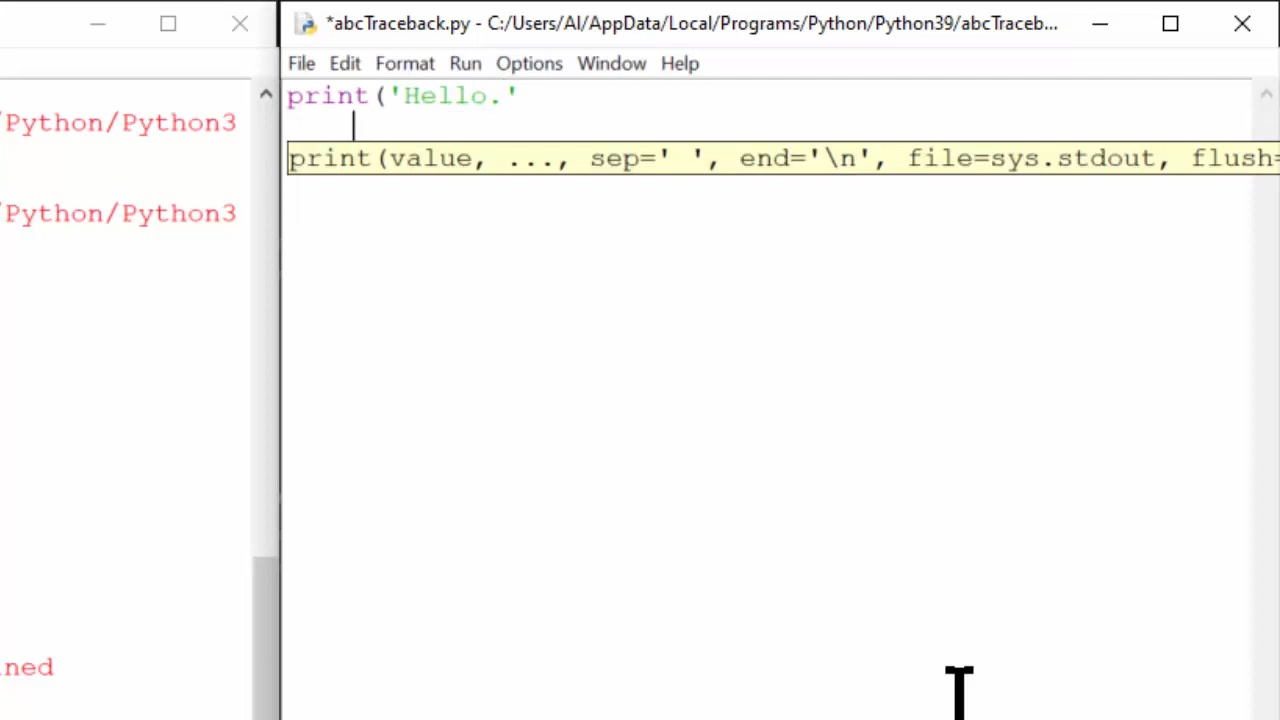 *abcTraceback.py - C:/Users/AI/AppData/Local/Programs/Python/Python39/abcTraceb...
File Edit Format Run Options Window Help
print('Hello.'
print(value, ..., sep=' ', end='\n', file=sys.stdout, flush=
/Python/Python3
/Python/Python3
ned